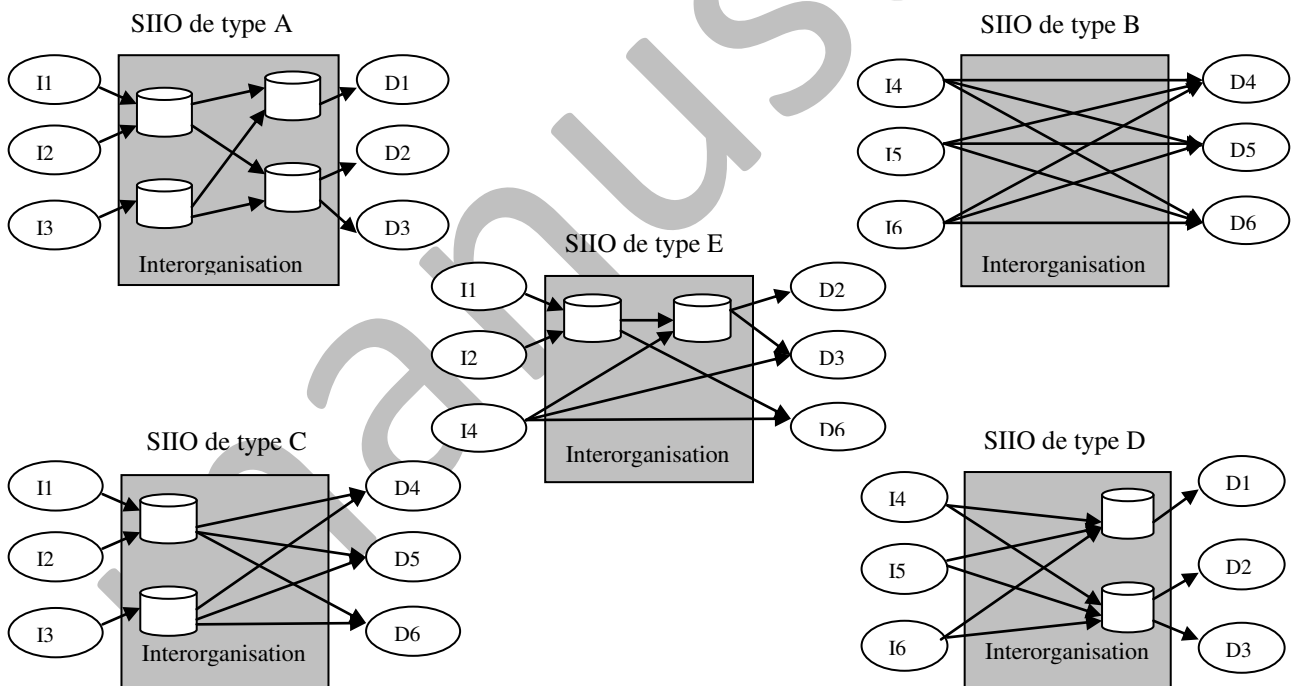 SIIO de type A
I1
I2
I3
D1
D2
D3
Interorganisation
SIIO de type B
I4
I5
I6
D4
D5
D6
Interorganisation
SIIO de type E
I1
I2
I4
D2
D3
D6
Interorganisation
SIIO de type C
I1
I2
I3
D4
D5
D6
Interorganisation
SIIO de type D
I4
I5
I6
D1
D2
D3
Interorganisation
anus